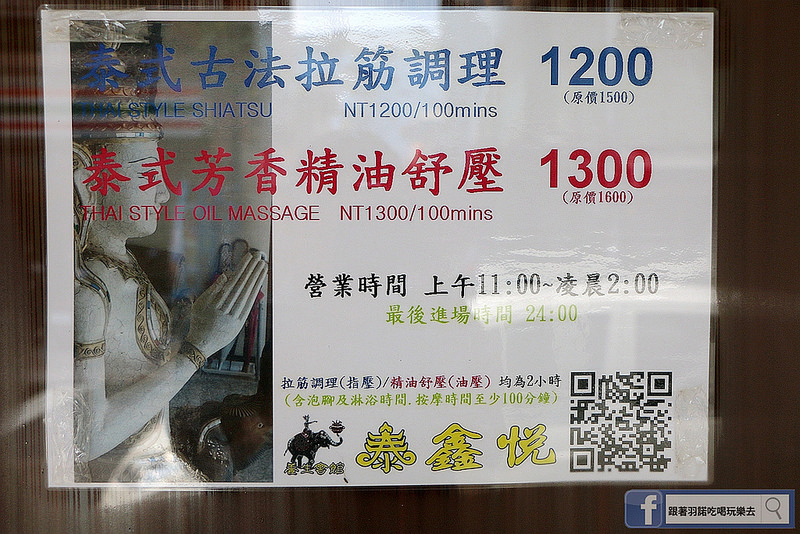 泰式古法拉筋調理 1200
(原價1500)
THAI STYLE SHIATSU NT1200/100mins
泰式芳香精油舒壓 1300
(原價1600)
THAI STYLE OIL MASSAGE NT1300/100mins
營業時間 上午11:00~凌晨2:00
最後進場時間 24:00
拉筋調理(指壓)/精油舒壓(油壓) 均為2小時
(含泡腳及淋浴時間,按摩時間至少100分鐘)
養生會館
泰鑫悅
f 跟著羽諾吃喝玩樂去